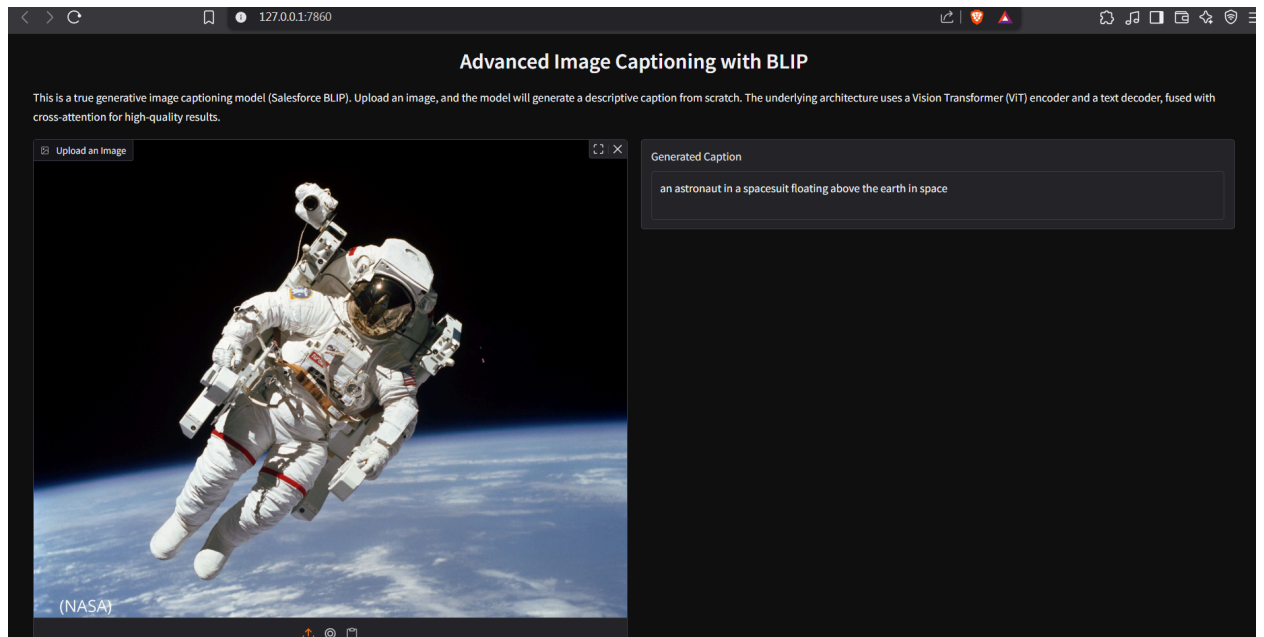 127.0.0.1:7860
Advanced Image Captioning with BLIP
This is a true generative image captioning model (Salesforce BLIP). Upload an image, and the model will generate a descriptive caption from scratch. The underlying architecture uses a Vision Transformer (ViT) encoder and a text decoder, fused with
cross-attention for high-quality results.
Upload an Image
Generated Caption
an astronaut in a spacesuit floating above the earth in space
(NASA)